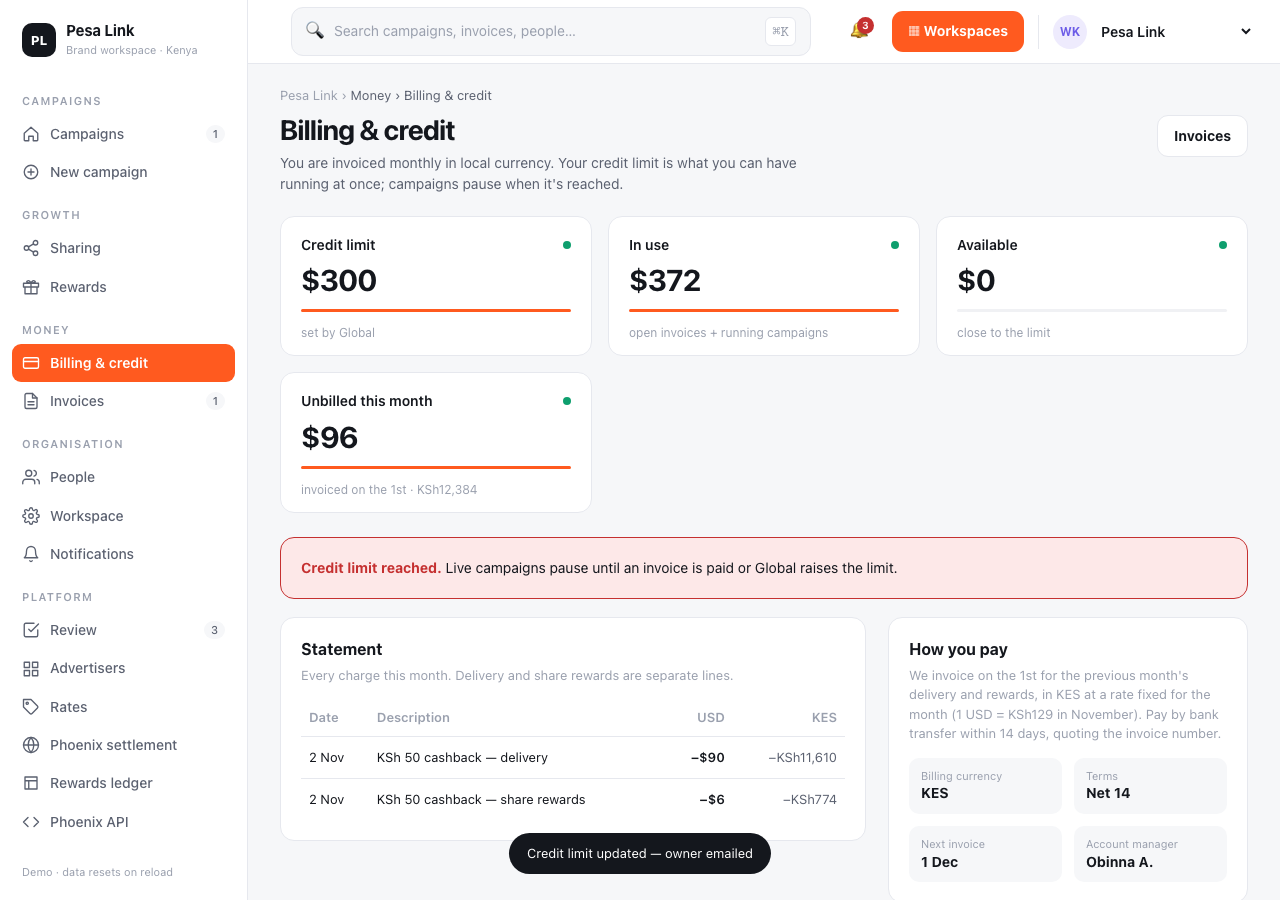 PL
Pesa Link
Brand workspace · Kenya
CAMPAIGNS
Campaigns 1
New campaign
GROWTH
Sharing
Rewards
MONEY
Billing & credit
Invoices 1
ORGANISATION
People
Workspace
Notifications
PLATFORM
Review 3
Advertisers
Rates
Phoenix settlement
Rewards ledger
Phoenix API
Demo · data resets on reload
Search campaigns, invoices, people... ⌘K
3
Workspaces
WK
Pesa Link
Pesa Link › Money › Billing & credit
Billing & credit
You are invoiced monthly in local currency. Your credit limit is what you can have
running at once; campaigns pause when it's reached.
Invoices
Credit limit
$300
set by Global
In use
$372
open invoices + running campaigns
Available
$0
close to the limit
Unbilled this month
$96
invoiced on the 1st · KSh12,384
Credit limit reached. Live campaigns pause until an invoice is paid or Global raises the limit.
Statement
Every charge this month. Delivery and share rewards are separate lines.
Date Description USD KES
2 Nov KSh 50 cashback — delivery −$90 −KSh11,610
2 Nov KSh 50 cashback — share rewards −$6 −KSh774
How you pay
We invoice on the 1st for the previous month's
delivery and rewards, in KES at a rate fixed for the
month (1 USD = KSh129 in November). Pay by bank
transfer within 14 days, quoting the invoice number.
Billing currency
KES
Terms
Net 14
Next invoice
1 Dec
Account manager
Obinna A.
Credit limit updated — owner emailed